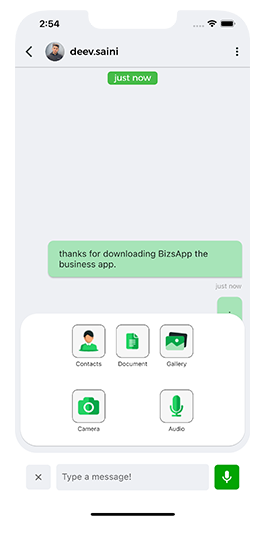 2:54
deev.saini
just now
thanks for downloading BizsApp the
business app.
just now
Contacts
Document
Gallery
Camera
Audio
Type a message!